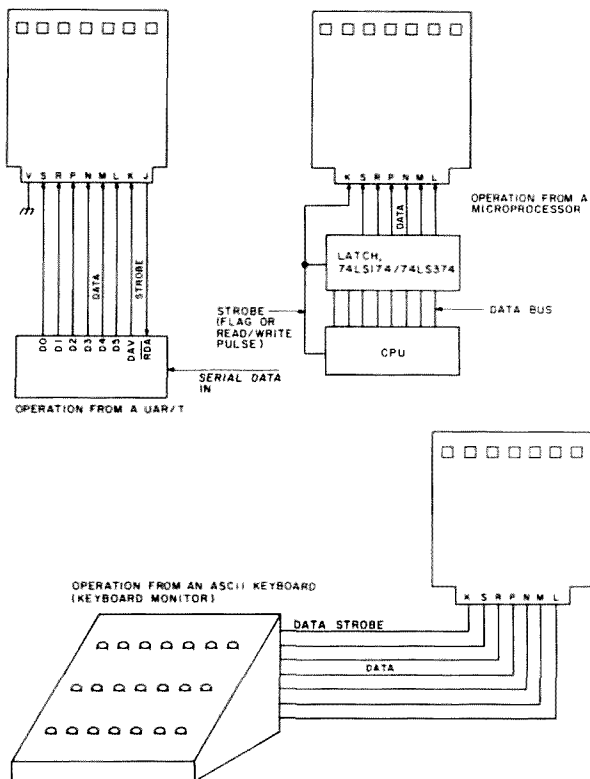 V S R P N M L K J
DATA
STROBE
D0 D1 D2 D3 D4 D5 DAV RDA
SERIAL DATA
IN
OPERATION FROM A UAR/T
K S R P N M L
OPERATION FROM A
MICROPROCESSOR
DATA
LATCH,
74LS174/74LS374
STROBE
(FLAG OR
READ/WRITE
PULSE)
DATA BUS
CPU
OPERATION FROM AN ASCII KEYBOARD
(KEYBOARD MONITOR)
K S R P N M L
DATA STROBE
DATA